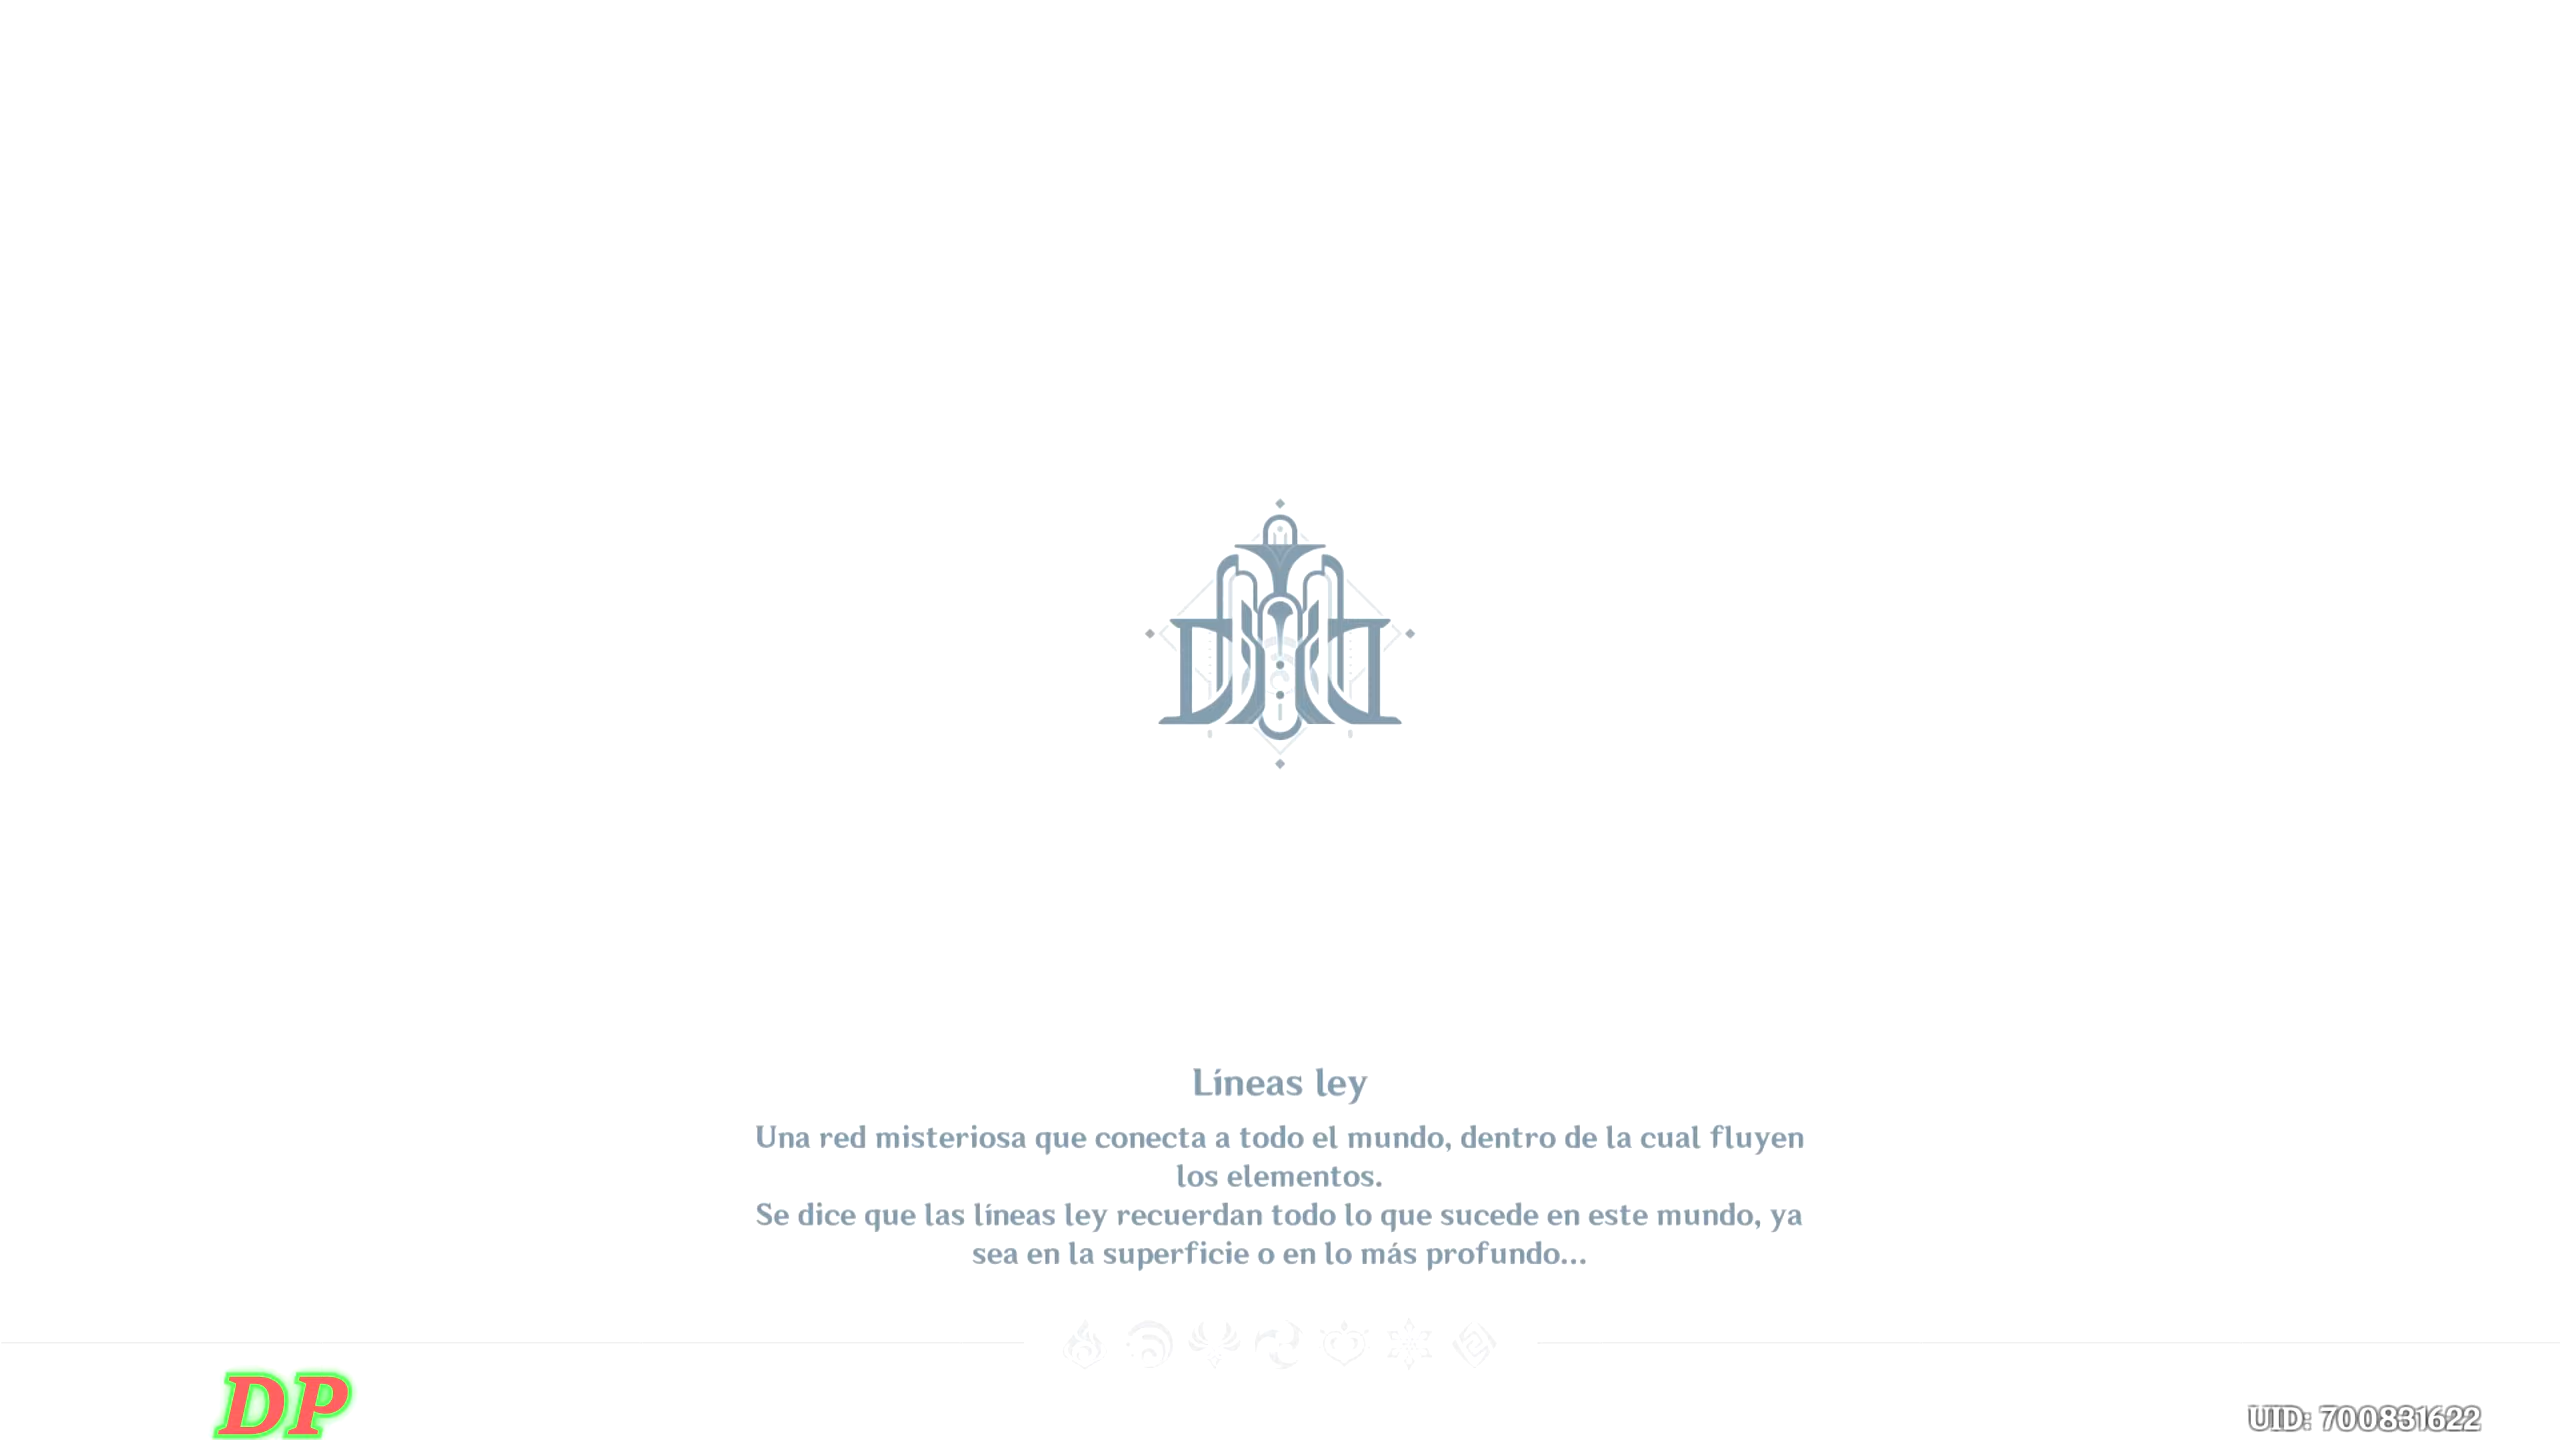 Líneas ley
Una red misteriosa que conecta a todo el mundo, dentro de la cual fluyen
los elementos.
Se dice que las líneas ley recuerdan todo lo que sucede en este mundo, ya
sea en la superficie o en lo más profundo...
DP
UID: 700831622